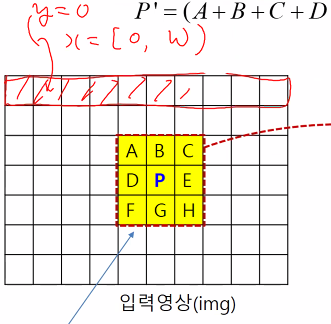 y=0
P'=(A+B+C+D
x=[0, w)
A B C
D P E
F G H
입력영상(img)